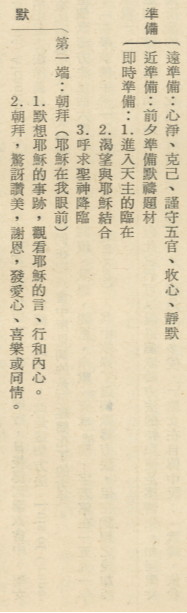 準備
遠準備：心淨、克己、謹守五官、收心、靜默
近準備：前夕準備默禱題材
即時準備：1.進入天主的臨在
2.渴望與耶穌結合
3.呼求聖神降臨
默
第一端：朝拜（耶穌在我眼前）
1.默想耶穌的事跡，觀看耶穌的言、行和內心。
2.朝拜，驚訝讚美，謝恩，發愛心、喜樂或同情。